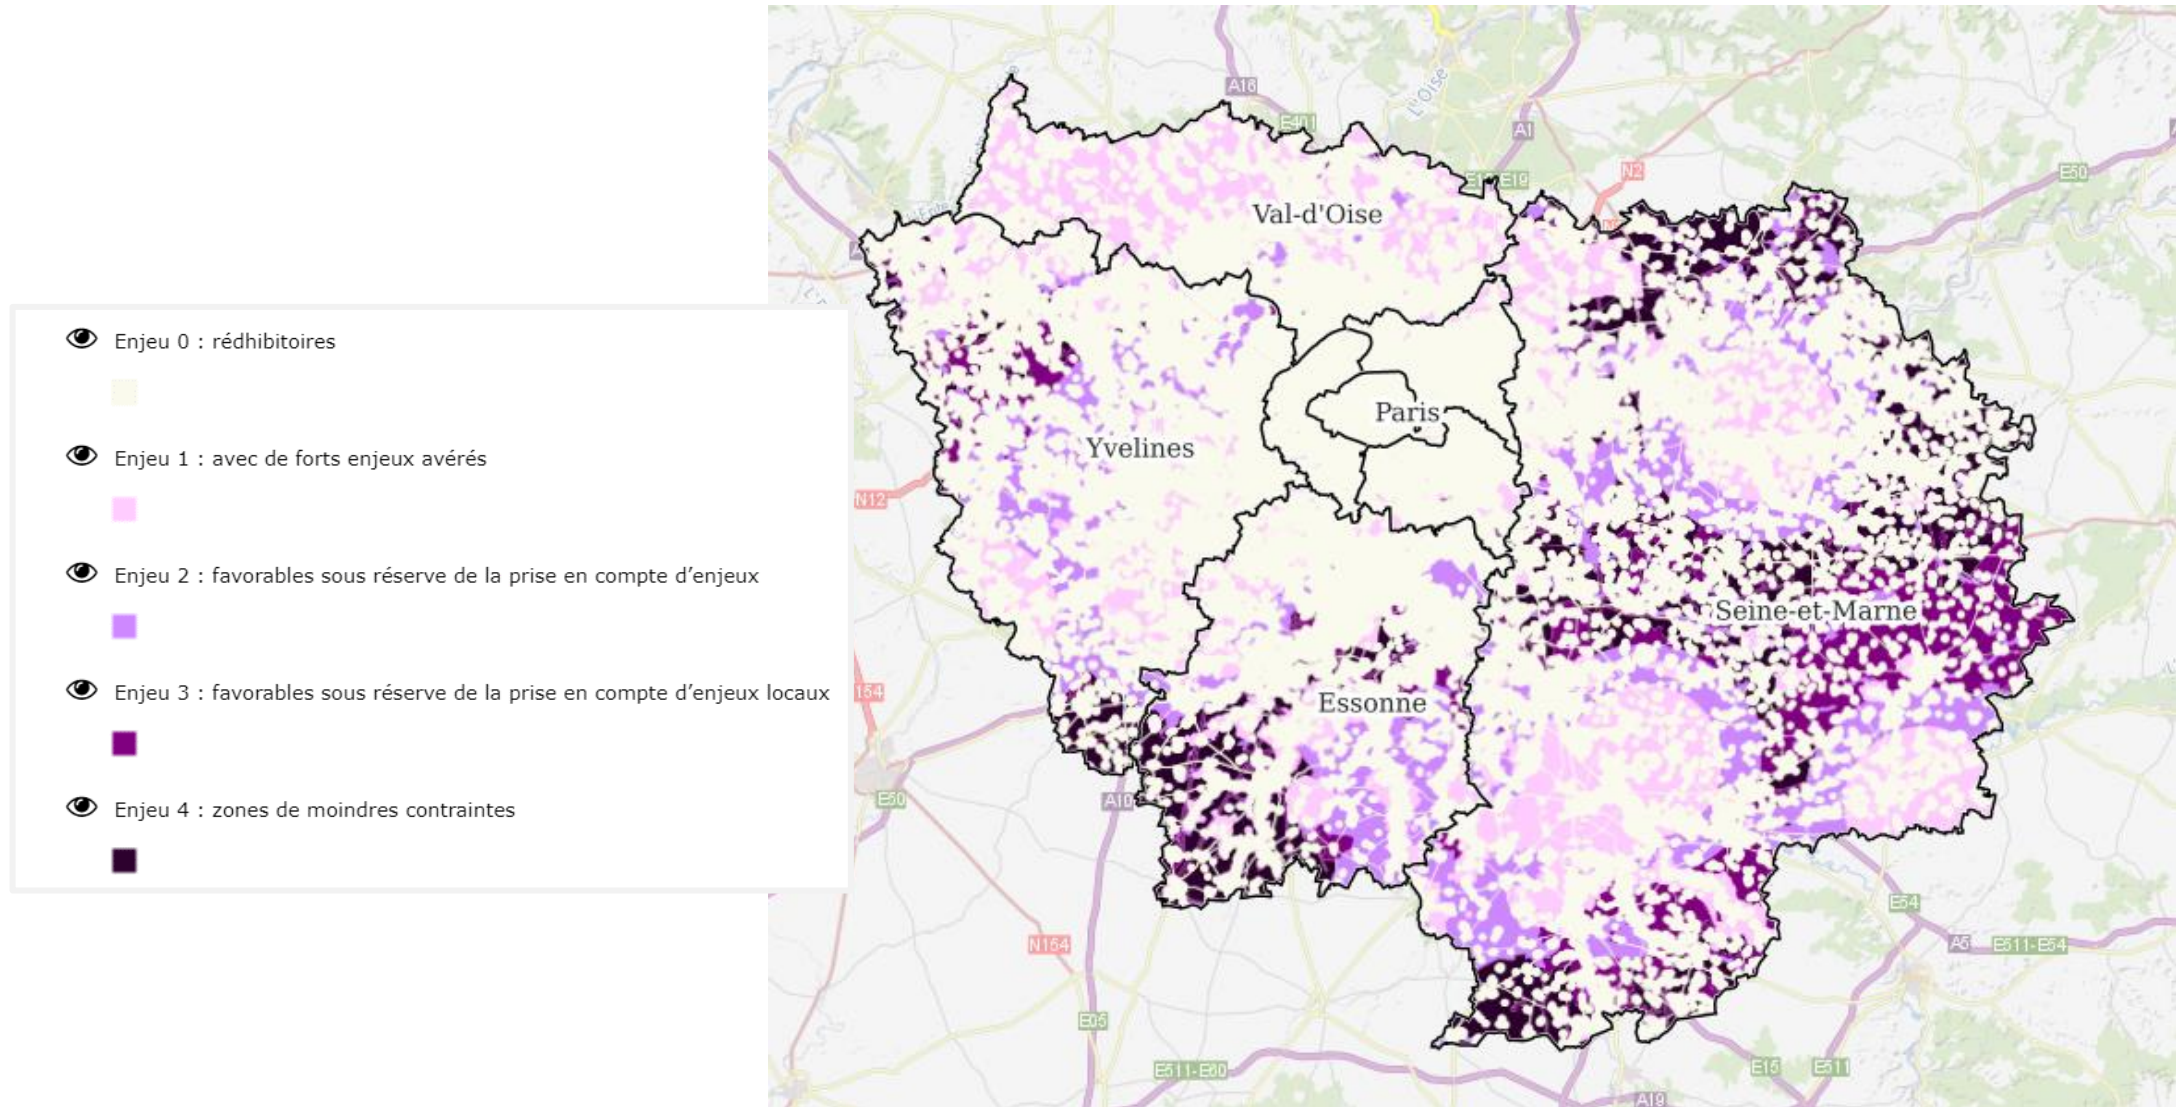 Enjeu 0 : rédhibitoires
Enjeu 1 : avec de forts enjeux avérés
Enjeu 2 : favorables sous réserve de la prise en compte d’enjeux
Enjeu 3 : favorables sous réserve de la prise en compte d’enjeux locaux
Enjeu 4 : zones de moindres contraintes
A16
L'Oise
E401
A1
E19
N2
E50
Val-d'Oise
Paris
Yvelines
N12
Seine-et-Marne
154
Essonne
E50
A10
E54
N154
A5
E511-E54
E05
E511-E60
E15
E511
A19